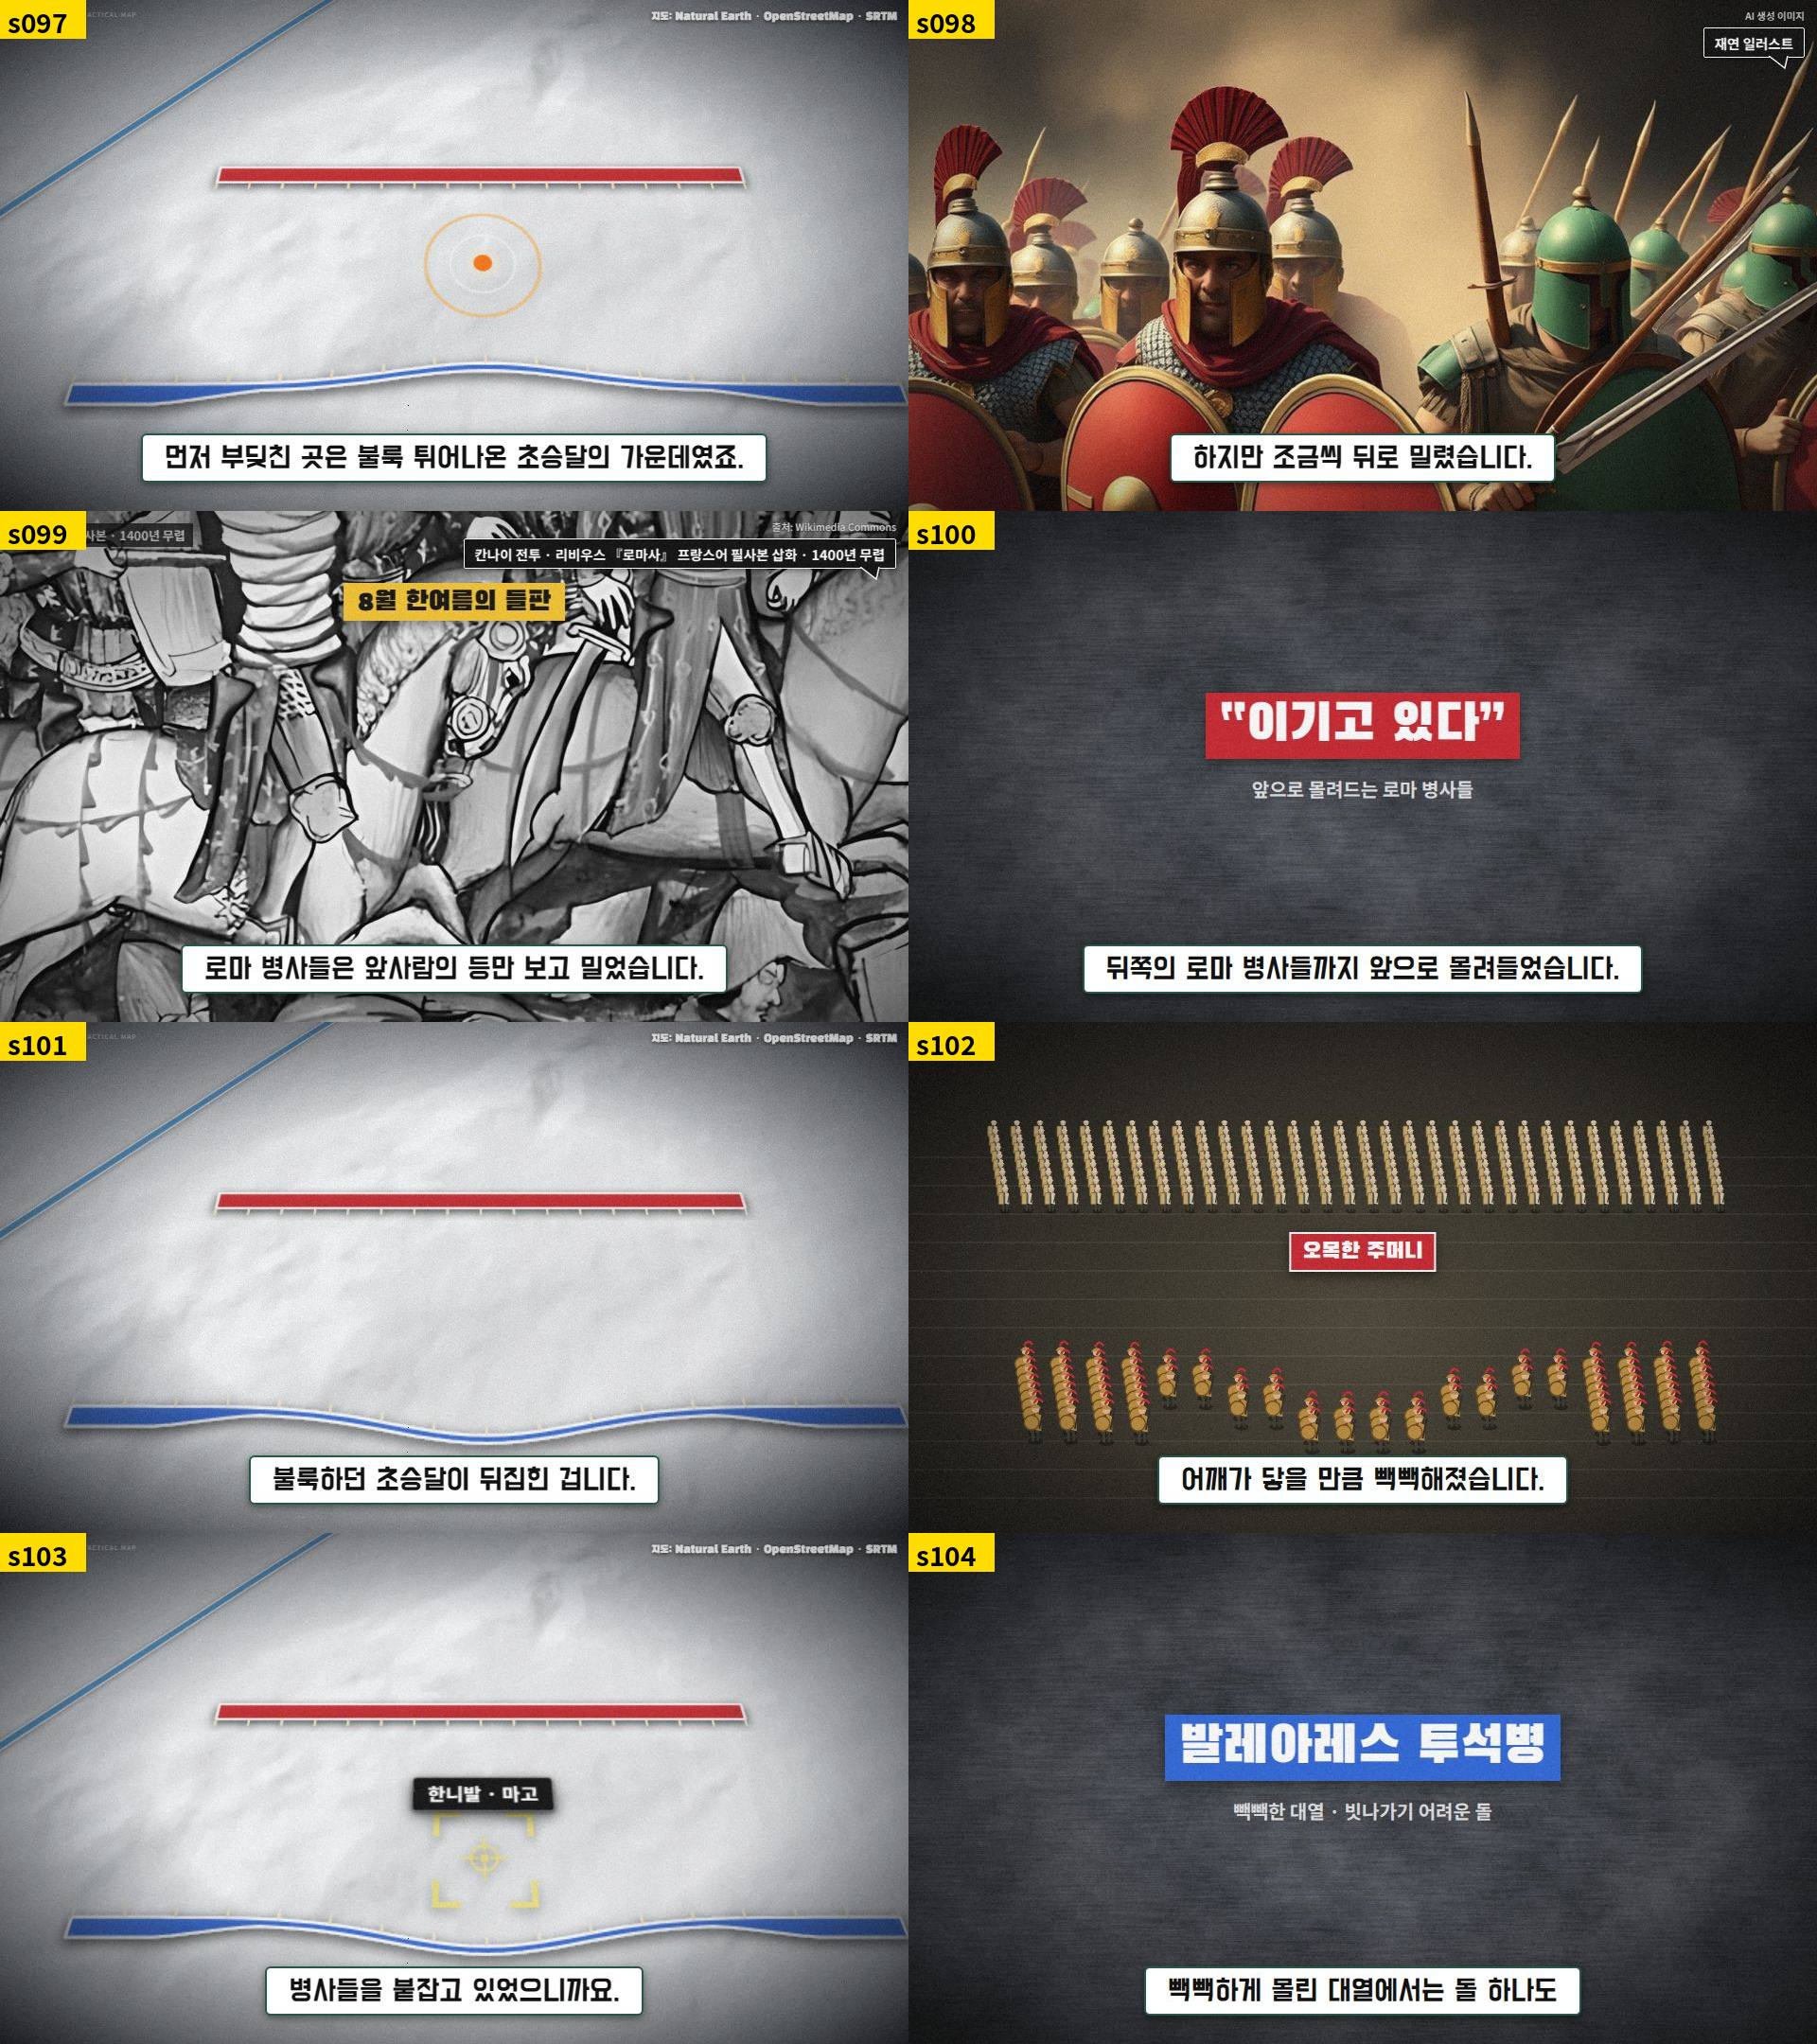 s097
ACTICAL MAP
지도: Natural Earth · OpenStreetMap · SRTM
먼저 부딪친 곳은 불룩 튀어나온 초승달의 가운데였죠.
s098
AI 생성 이미지
재연 일러스트
하지만 조금씩 뒤로 밀렸습니다.
s099
사본 · 1400년 무렵
출처: Wikimedia Commons
칸나이 전투 · 리비우스 『로마사』 프랑스어 필사본 삽화 · 1400년 무렵
8월 한여름의 들판
로마 병사들은 앞사람의 등만 보고 밀었습니다.
s100
"이기고 있다"
앞으로 몰려드는 로마 병사들
뒤쪽의 로마 병사들까지 앞으로 몰려들었습니다.
s101
ACTICAL MAP
지도: Natural Earth · OpenStreetMap · SRTM
불룩하던 초승달이 뒤집힌 겁니다.
s102
오목한 주머니
어깨가 닿을 만큼 빽빽해졌습니다.
s103
ACTICAL MAP
지도: Natural Earth · OpenStreetMap · SRTM
한니발 · 마고
병사들을 붙잡고 있었으니까요.
s104
발레아레스 투석병
빽빽한 대열 · 빗나가기 어려운 돌
빽빽하게 몰린 대열에서는 돌 하나도